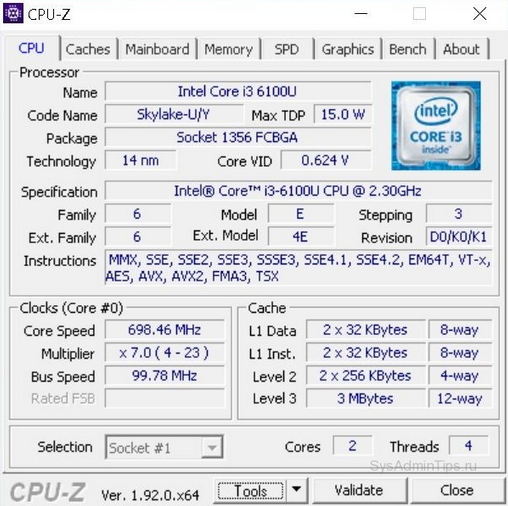 CPU-Z
CPU Caches Mainboard Memory SPD Graphics Bench About
Processor
Name Intel Core i3 6100U
Code Name Skylake-U/Y Max TDP 15.0 W
Package Socket 1356 FCBGA
Technology 14 nm Core VID 0.624 V
intel
CORE i3
inside™
Specification Intel® Core™ i3-6100U CPU @ 2.30GHz
Family 6 Model E Stepping 3
Ext. Family 6 Ext. Model 4E Revision D0/K0/K1
Instructions MMX, SSE, SSE2, SSE3, SSSE3, SSE4.1, SSE4.2, EM64T, VT-x,
AES, AVX, AVX2, FMA3, TSX
Clocks (Core #0)
Core Speed 698.46 MHz
Multiplier x 7.0 ( 4 - 23 )
Bus Speed 99.78 MHz
Rated FSB
Cache
L1 Data 2 x 32 KBytes 8-way
L1 Inst. 2 x 32 KBytes 8-way
Level 2 2 x 256 KBytes 4-way
Level 3 3 MBytes 12-way
Selection Socket #1 Cores 2 Threads 4
SysAdminTips.ru
CPU-Z Ver. 1.92.0.x64 Tools Validate Close